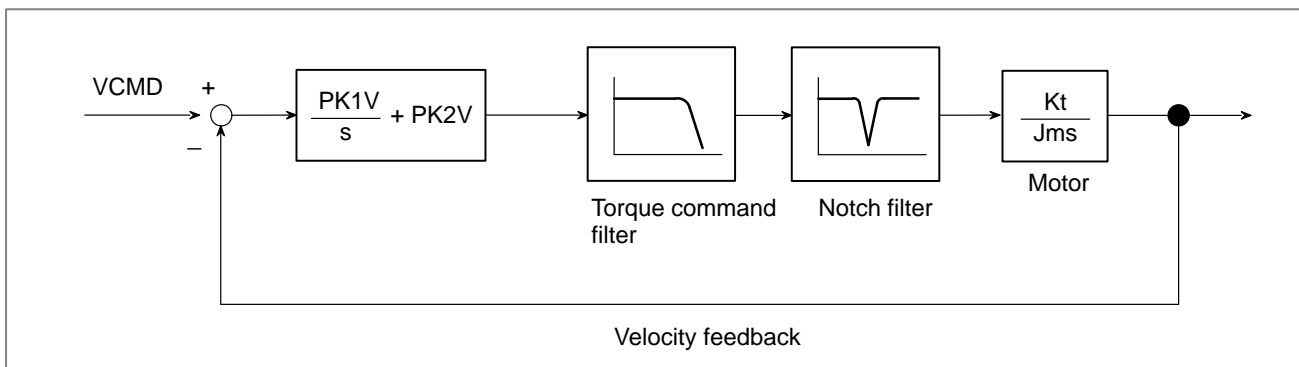 VCMD
+
−
PK1V
s
+ PK2V
Torque command
filter
Notch filter
Kt
Jms
Motor
Velocity feedback